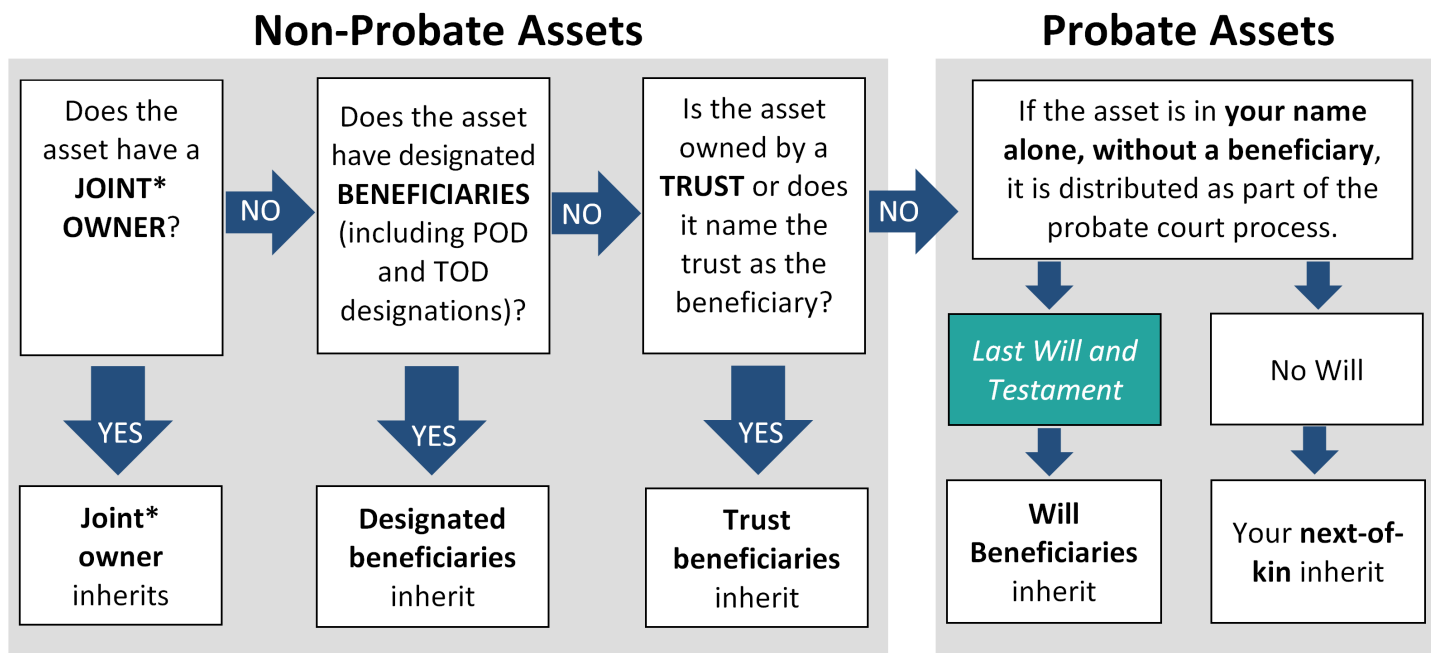 Non-Probate Assets
Does the
asset have a
JOINT*
OWNER?
NO
Does the asset
have designated
BENEFICIARIES
(including POD
and TOD
designations)?
NO
Is the asset
owned by a
TRUST or does
it name the
trust as the
beneficiary?
NO
YES
YES
YES
Joint*
owner
inherits
Designated
beneficiaries
inherit
Trust
beneficiaries
inherit
Probate Assets
If the asset is in your name
alone, without a beneficiary,
it is distributed as part of the
probate court process.
Last Will and
Testament
No Will
Will
Beneficiaries
inherit
Your next-of-
kin inherit